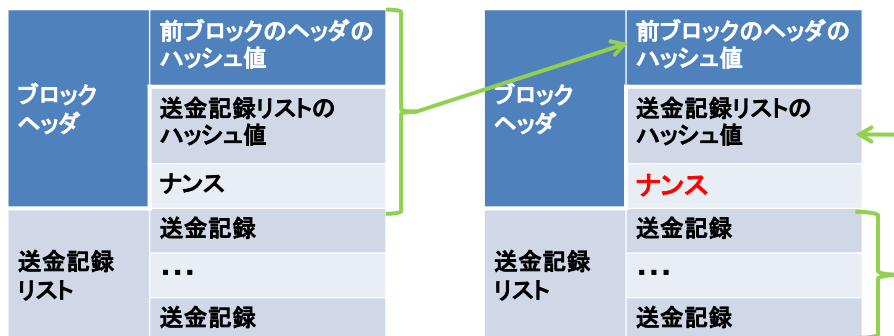 ブロック
ヘッダ
前ブロックのヘッダの
ハッシュ値
送金記録リストの
ハッシュ値
ナンス
送金記録
リスト
送金記録
・・・
送金記録
ブロック
ヘッダ
前ブロックのヘッダの
ハッシュ値
送金記録リストの
ハッシュ値
ナンス
送金記録
リスト
送金記録
・・・
送金記録